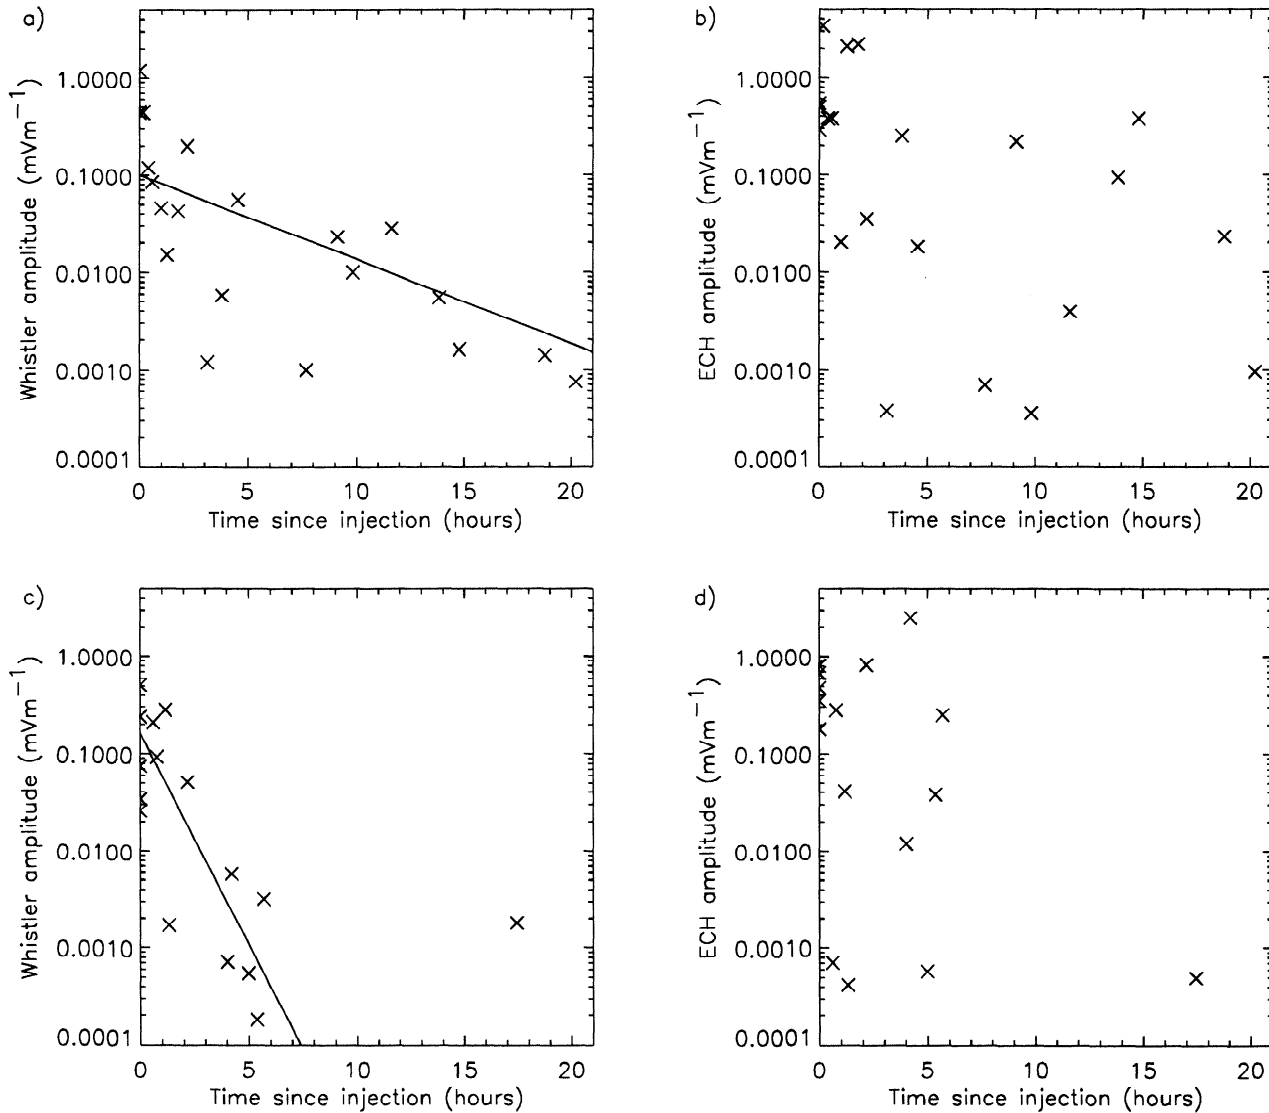 a)
Whistler amplitude (mVm⁻¹)
1.0000
0.1000
0.0100
0.0010
0.0001
0 5 10 15 20
Time since injection (hours)
b)
ECH amplitude (mVm⁻¹)
1.0000
0.1000
0.0100
0.0010
0.0001
0 5 10 15 20
Time since injection (hours)
c)
Whistler amplitude (mVm⁻¹)
1.0000
0.1000
0.0100
0.0010
0.0001
0 5 10 15 20
Time since injection (hours)
d)
ECH amplitude (mVm⁻¹)
1.0000
0.1000
0.0100
0.0010
0.0001
0 5 10 15 20
Time since injection (hours)